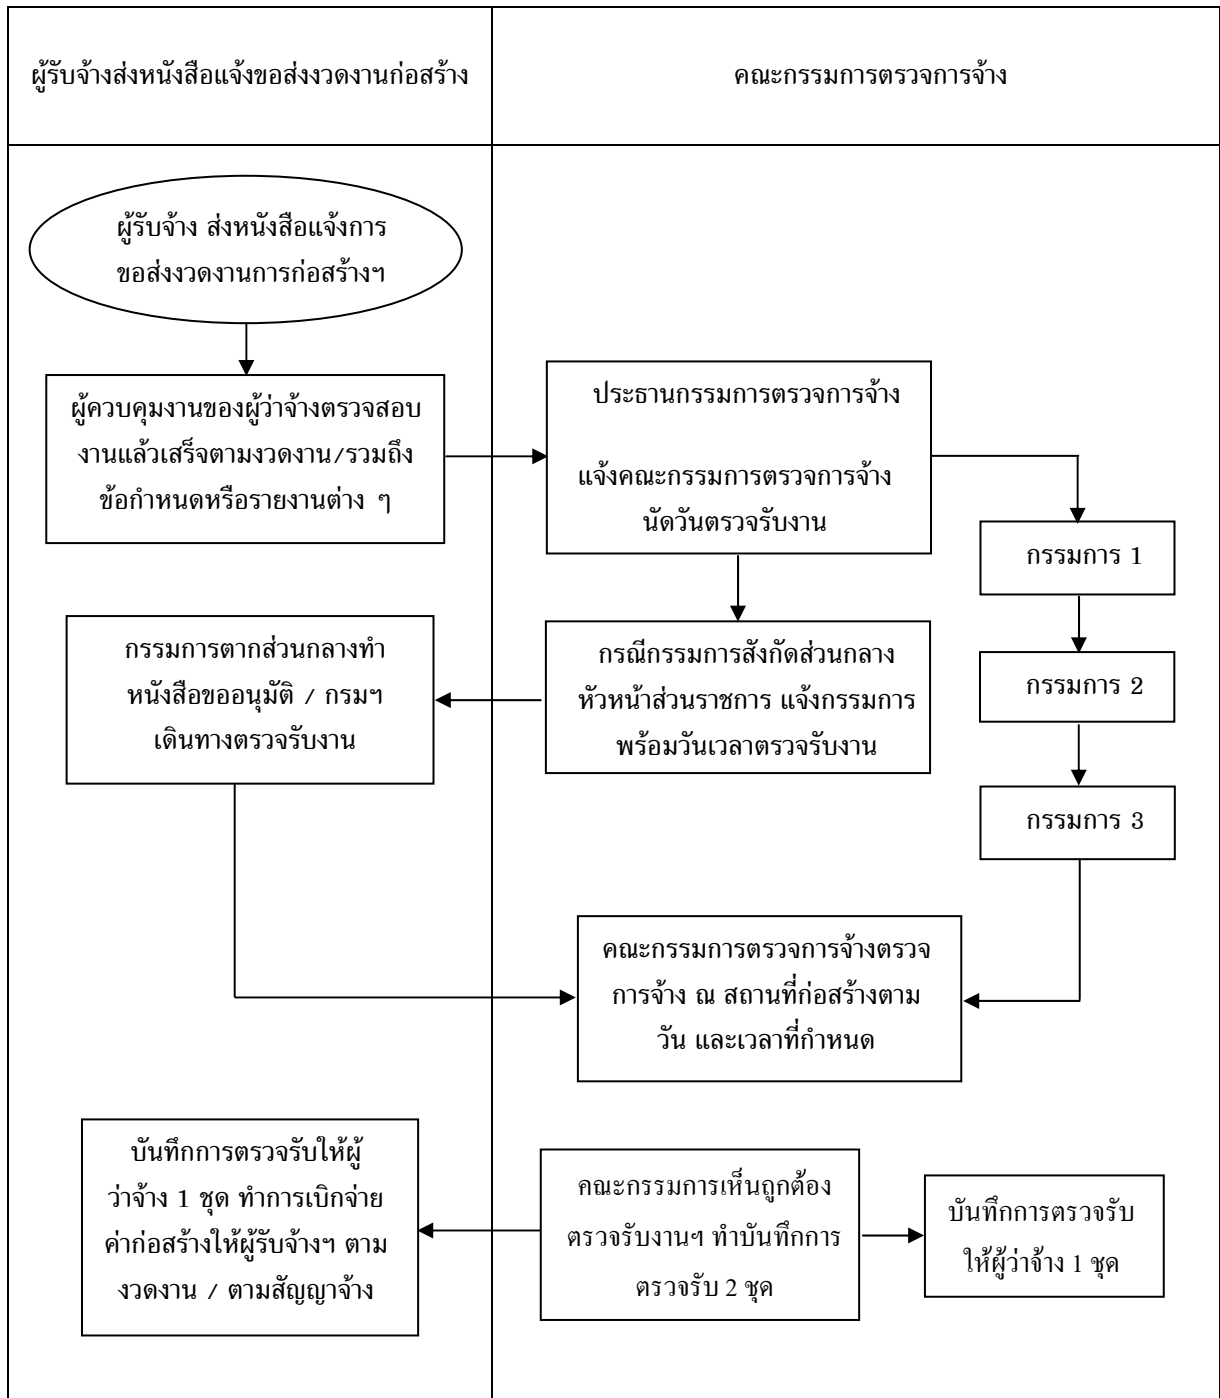 ผู้รับจ้างส่งหนังสือแจ้งขอส่งงวดงานก่อสร้าง
คณะกรรมการตรวจการจ้าง
ผู้รับจ้าง ส่งหนังสือแจ้งการ
ขอส่งงวดงานการก่อสร้างฯ
ผู้ควบคุมงานของผู้ว่าจ้างตรวจสอบ
งานแล้วเสร็จตามงวดงาน/รวมถึง
ข้อกำหนดหรือรายงานต่าง ๆ
ประธานกรรมการตรวจการจ้าง
แจ้งคณะกรรมการตรวจการจ้าง
นัดวันตรวจรับงาน
กรรมการ 1
กรรมการตากส่วนกลางทำ
หนังสือขออนุมัติ / กรมฯ
เดินทางตรวจรับงาน
กรณีกรรมการสังกัดส่วนกลาง
หัวหน้าส่วนราชการ แจ้งกรรมการ
พร้อมวันเวลาตรวจรับงาน
กรรมการ 2
กรรมการ 3
คณะกรรมการตรวจการจ้างตรวจ
การจ้าง ณ สถานที่ก่อสร้างตาม
วัน และเวลาที่กำหนด
บันทึกการตรวจรับให้ผู้
ว่าจ้าง 1 ชุด ทำการเบิกจ่าย
ค่าก่อสร้างให้ผู้รับจ้างฯ ตาม
งวดงาน / ตามสัญญาจ้าง
คณะกรรมการเห็นถูกต้อง
ตรวจรับงานฯ ทำบันทึกการ
ตรวจรับ 2 ชุด
บันทึกการตรวจรับ
ให้ผู้ว่าจ้าง 1 ชุด